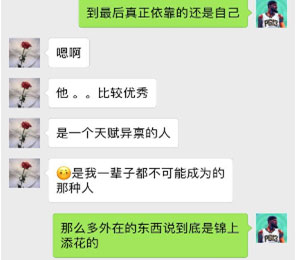 到最后真正依靠的还是自己
嗯啊
他 。。比较优秀
是一个天赋异禀的人
🤒是我一辈子都不可能成为的
那种人
那么多外在的东西说到底是锦上
添花的